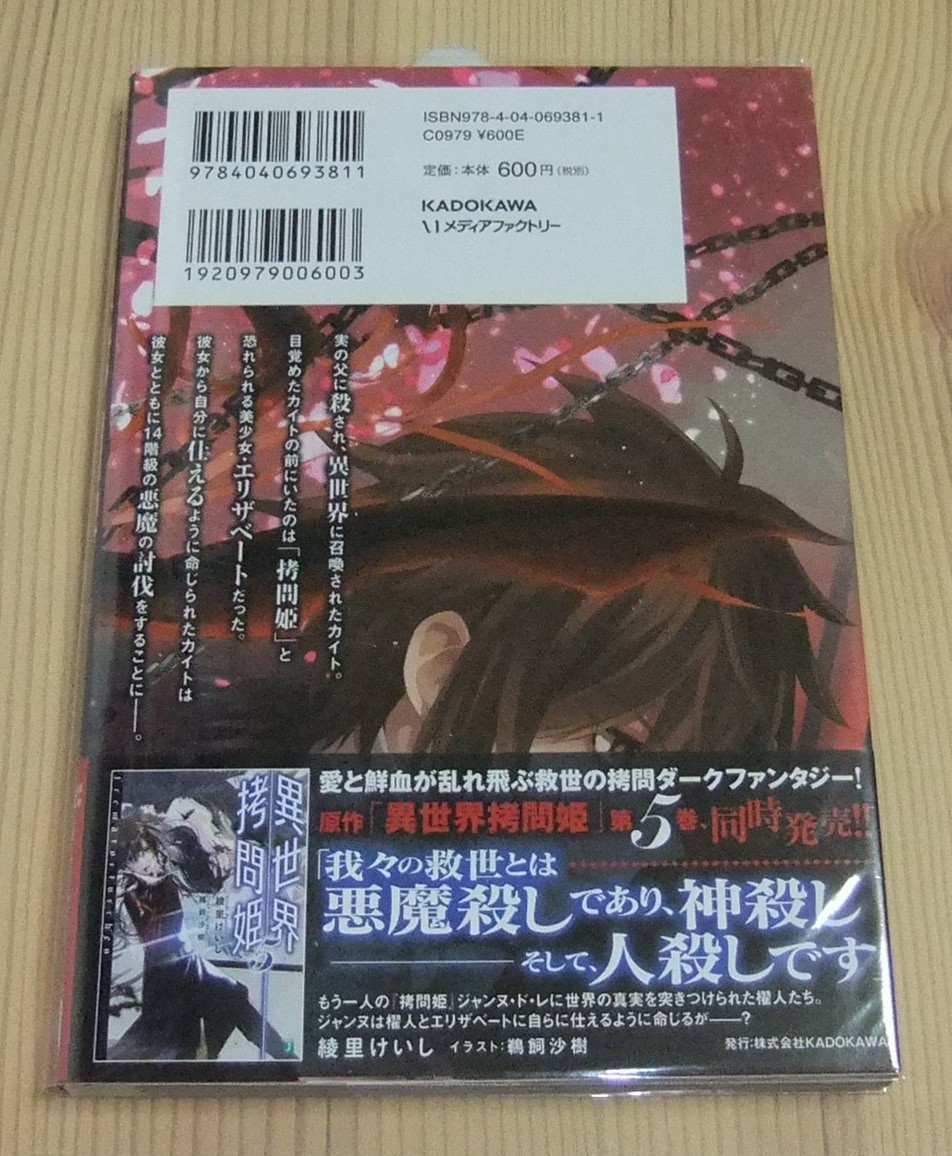 ISBN978-4-04-069381-1
C0979 ¥600E
9784040693811
定価:本体 600円(税別)
KADOKAWA
メディアファクトリー
1920979006003
実の父に殺され、異世界に召喚されたカイト。
目覚めたカイトの前にいたのは「拷問姫」と
恐れられる美少女・エリザベートだった。
彼女から自分に仕えるように命じられたカイトは
彼女とともに14階級の悪魔の討伐をすることに――。
愛と鮮血が乱れ飛ぶ救世の拷問ダークファンタジー!
原作「異世界拷問姫」第5巻、同時発売!!
「我々の救世とは
悪魔殺しであり、神殺し
――そして、人殺しです」
もう一人の『拷問姫』ジャンヌ・ド・レに世界の真実を突きつけられた櫂人たち。
ジャンヌは櫂人とエリザベートに自らに仕えるように命じるが――?
綾里けいし イラスト:鵜飼沙樹
発行:株式会社KADOKAWA
異世界
拷問姫
5
綾里けいし
鵜飼沙樹